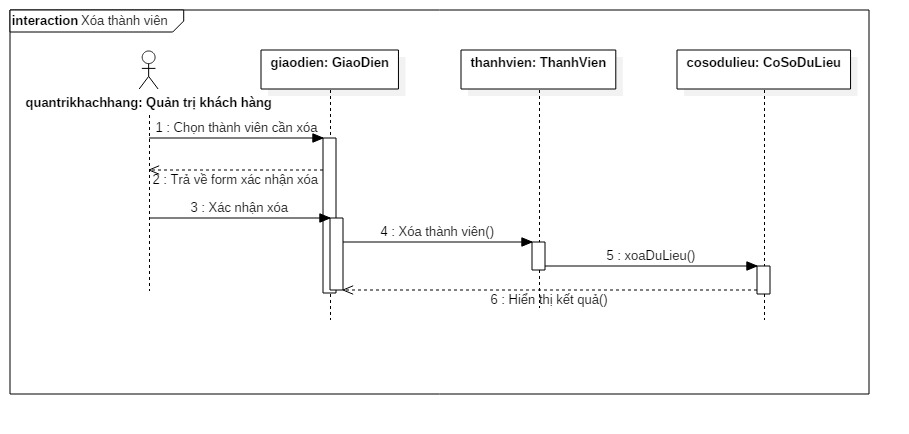 interaction Xóa thành viên
giaodien: GiaoDien
thanhvien: ThanhVien
cosodulieu: CoSoDuLieu
quantrikhachhang: Quản trị khách hàng
1 : Chọn thành viên cần xóa
2 : Trả về form xác nhận xóa
3 : Xác nhận xóa
4 : Xóa thành viên()
5 : xoaDuLieu()
6 : Hiển thị kết quả()